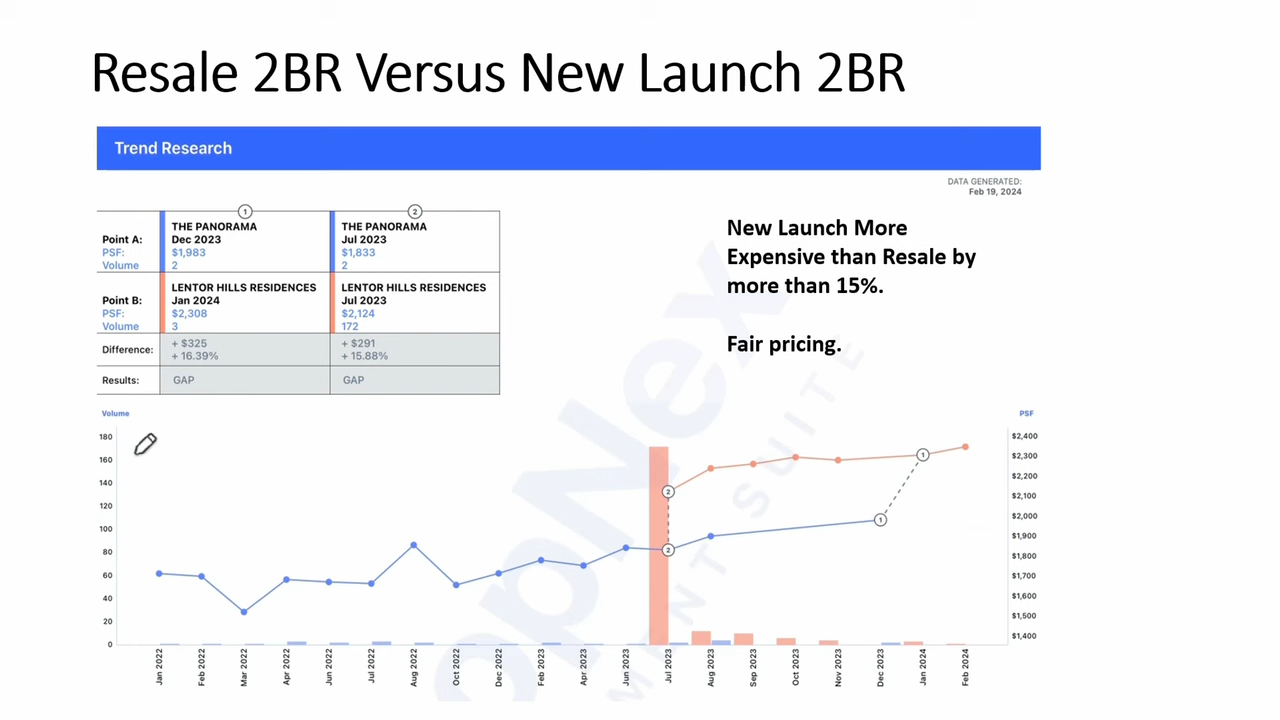 Resale 2BR Versus New Launch 2BR
Trend Research
DATA GENERATED:
Feb 19, 2024
1
2
Point A:
PSF:
Volume
THE PANORAMA
Dec 2023
$1,983
2
THE PANORAMA
Jul 2023
$1,833
2
Point B:
PSF:
Volume
LENTOR HILLS RESIDENCES
Jan 2024
$2,308
3
LENTOR HILLS RESIDENCES
Jul 2023
$2,124
172
Difference:
+ $325
+ 16.39%
+ $291
+ 15.88%
Results:
GAP
GAP
New Launch More
Expensive than Resale by
more than 15%.
Fair pricing.
Volume
PSF
180
160
140
120
100
80
60
40
20
0
$2,400
$2,300
$2,200
$2,100
$2,000
$1,900
$1,800
$1,700
$1,600
$1,500
$1,400
2
2
1
1
Jan 2022
Feb 2022
Mar 2022
Apr 2022
Jun 2022
Jul 2022
Aug 2022
Oct 2022
Dec 2022
Feb 2023
Apr 2023
Jun 2023
Jul 2023
Aug 2023
Sep 2023
Oct 2023
Nov 2023
Dec 2023
Jan 2024
Feb 2024
opNex
MENT SUITE